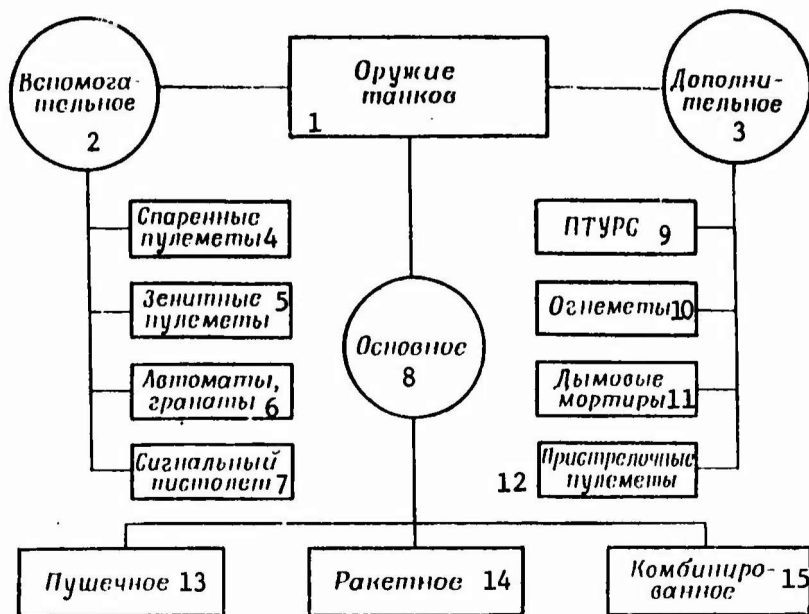 Вспомога-
тельное
2
Оружие
танков
1
Дополни-
тельное
3
Спаренные
пулеметы 4
Зенитные 5
пулеметы
Автоматы,
гранаты 6
Сигнальный
пистолет 7
Основное
8
ПТУРС 9
Огнеметы 10
Дымовые
мортиры 11
Пристрелочные
12 пулеметы
Пушечное 13
Ракетное 14
Комбиниро-
ванное 15